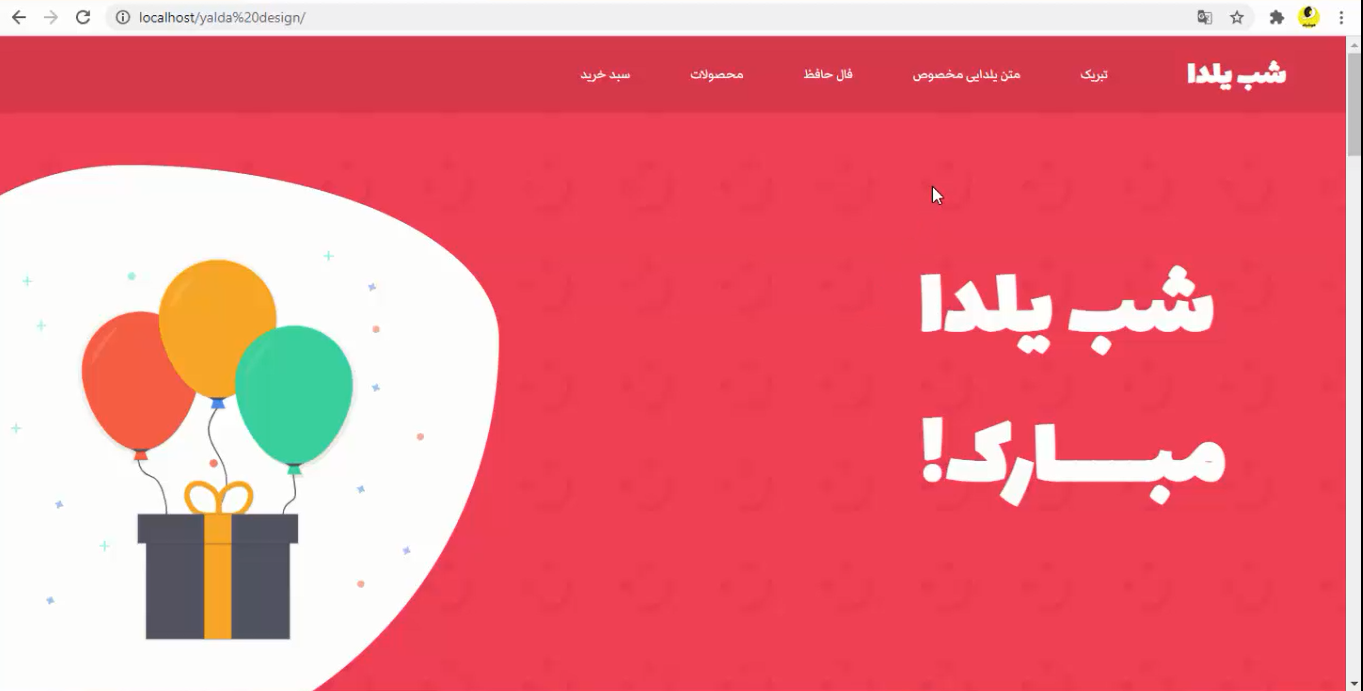 localhost/yalda%20design/
شب یلدا
تبریک
متن یلدایی مخصوص
فال حافظ
محصولات
سبد خرید
شب یلدا
مبـــارک!